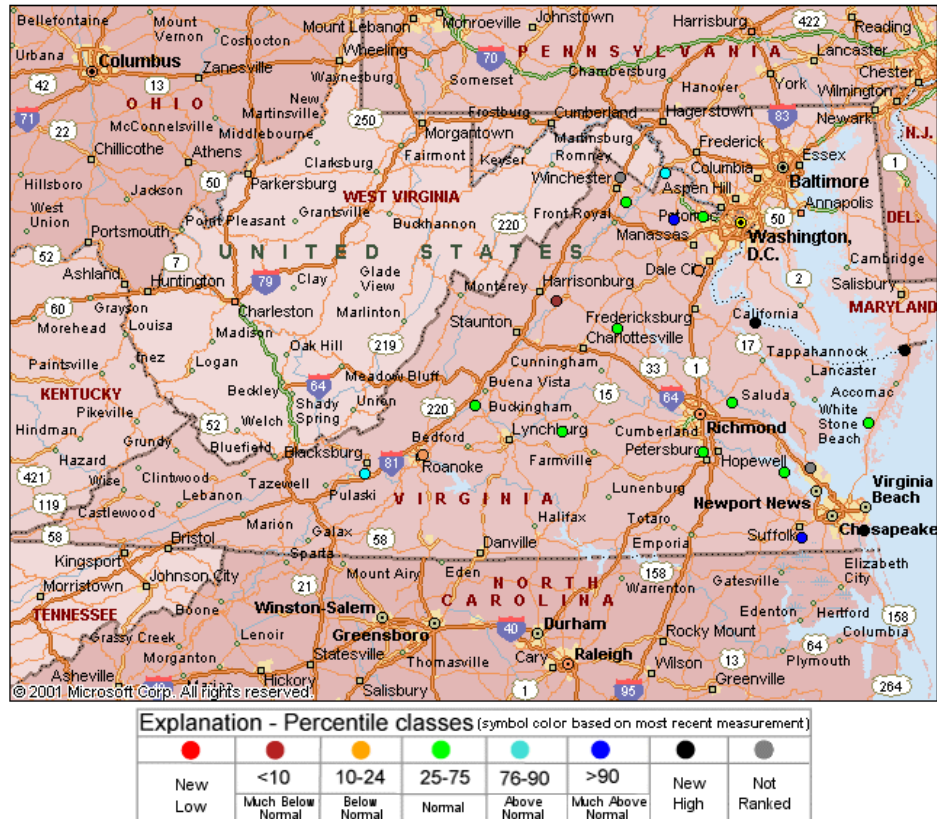 Bellefontaine
Mount Vernon
Coshocton
Mount Lebanon
Monroeville
Johnstown
Harrisburg
422
Reading
Urbana
Columbus
Zanesville
Wheeling
Waynesburg
70
PENNSYLVANIA
Somerset
Chambersburg
Lancaster
York
Chester
42
13
OHIO
New Martinsville
250
Frostburg
Cumberland
Hanover
Hagerstown
83
Wilmington
Newark
71
22
McConnelsville
Middlebourne
Morgantown
Martinsburg
Romney
Frederick
N.J.
Chillicothe
Athens
Clarksburg
Fairmont
Keyser
Columbia
Essex
1
Hillsboro
Jackson
50
Parkersburg
WEST VIRGINIA
Winchester
Aspen Hill
Baltimore
West Union
Point Pleasant
Grantsville
Buckhannon
220
Front Royal
Potomac
50
Annapolis
DEL.
Portsmouth
UNITED STATES
Manassas
Washington, D.C.
52
Ashland
7
Huntington
79
Clay
Glade View
Monterey
Harrisonburg
Dale City
2
Cambridge
Salisbury
60
Grayson
Charleston
Marlinton
Staunton
Fredericksburg
California
MARYLAND
Morehead
Louisa
Madison
Charlottesville
Paintsville
Inez
Logan
Oak Hill
219
Cunningham
17
Tappahannock
Beckley
64
Meadow Bluff
Buena Vista
33
1
Lancaster
KENTUCKY
Shady Spring
Union
220
Buckingham
15
64
Saluda
Accomac
Pikeville
52
Welch
White Stone Beach
Hindman
Grundy
Bluefield
Bedford
Lynchburg
Cumberland
Richmond
421
Hazard
Blacksburg
81
Roanoke
Farmville
Petersburg
Hopewell
Wise
Clintwood
Tazewell
Pulaski
Virginia Beach
119
Lebanon
VIRGINIA
Lunenburg
Newport News
Castlewood
Marion
Halifax
Totaro
Chesapeake
58
Bristol
Galax
58
Danville
Emporia
Suffolk
Kingsport
Sparta
Elizabeth City
Morristown
Johnson City
21
Mount Airy
Eden
NORTH CAROLINA
158
Warrenton
Gatesville
TENNESSEE
Boone
Winston-Salem
Edenton
Hertford
158
Grassy Creek
Lenoir
Greensboro
40
Durham
Rocky Mount
64
Columbia
Morganton
Statesville
Thomasville
Cary
Raleigh
Wilson
13
Plymouth
Asheville
Hickory
Salisbury
1
95
Greenville
264
© 2001 Microsoft Corp. All rights reserved.
Explanation - Percentile classes (symbol color based on most recent measurement)
New Low
<10
10-24
25-75
76-90
>90
New High
Not Ranked
Much Below Normal
Below Normal
Normal
Above Normal
Much Above Normal